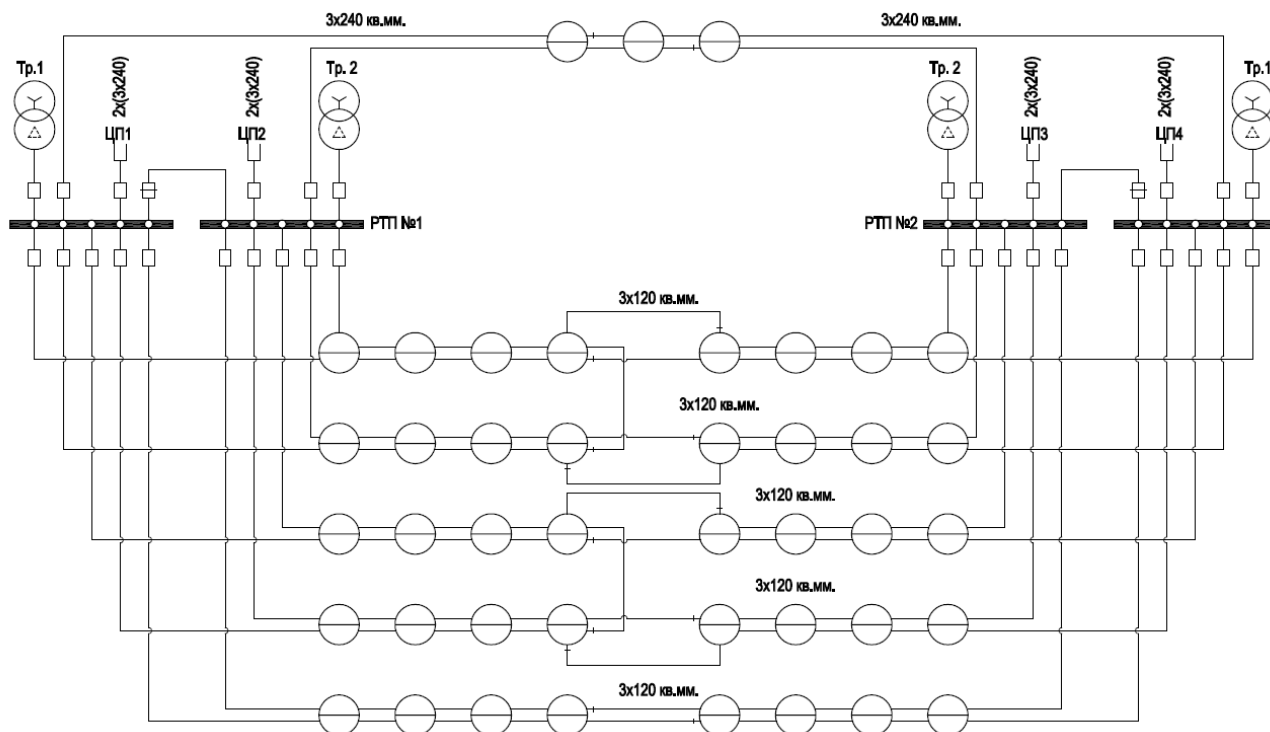 3х240 кв.мм.
3х240 кв.мм.
Тр.1
2х(3х240)
ЦП1
2х(3х240)
ЦП2
Тр. 2
Тр. 2
2х(3х240)
ЦП3
2х(3х240)
ЦП4
Тр.1
РТП №1
РТП №2
3х120 кв.мм.
3х120 кв.мм.
3х120 кв.мм.
3х120 кв.мм.
3х120 кв.мм.